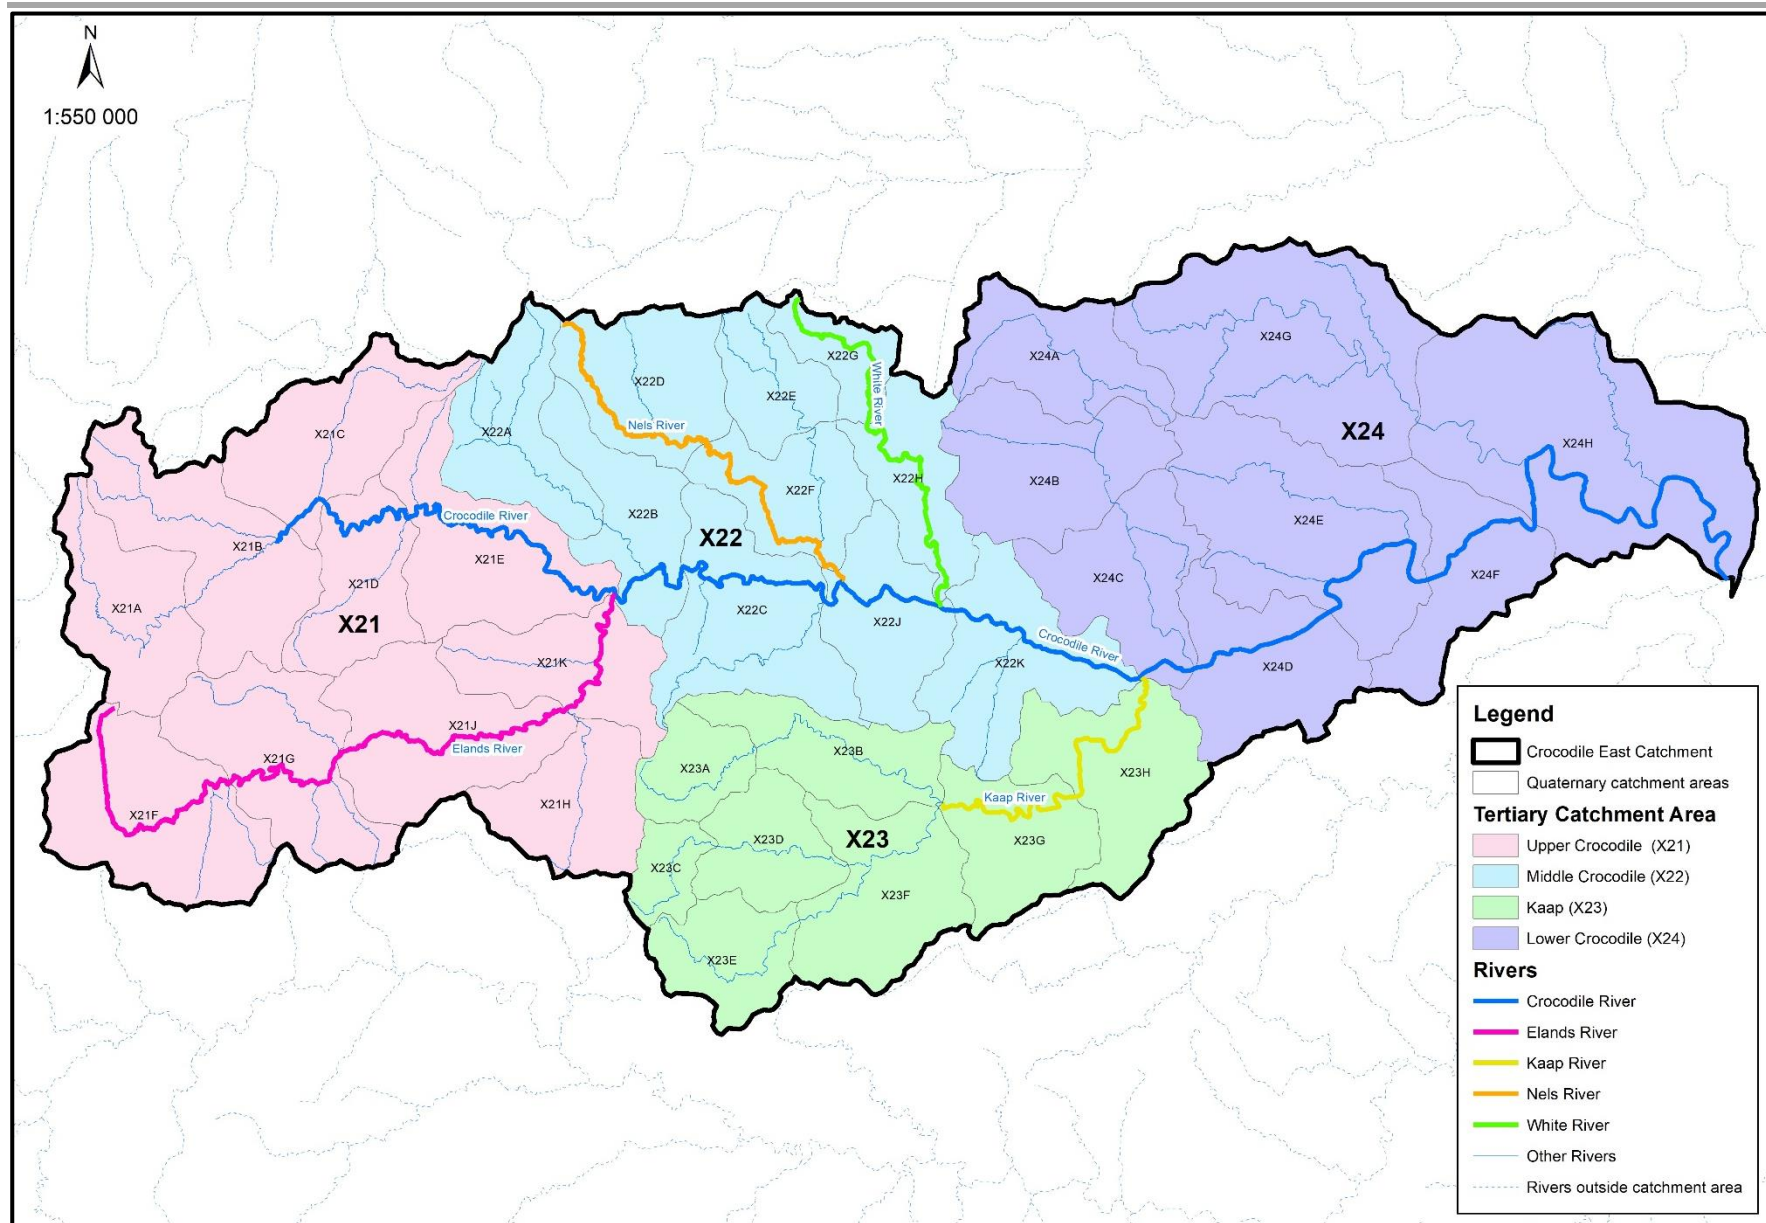 N
1:550 000
X24G
X24A
X22G
White River
X22D
X22E
Nels River
X21C
X22A
X24
X24H
X22H
X24B
X22F
X22B
Crocodile River
X22
X24E
X21B
X21E
X21D
X24C
X24F
X21A
X22C
X21
X22J
Crocodile River
X21K
X22K
X24D
X21J
Elands River
X21G
X23B
X23A
X23H
Kaap River
X21H
X21F
X23D
X23
X23G
X23C
X23F
X23E
Legend
Crocodile East Catchment
Quaternary catchment areas
Tertiary Catchment Area
Upper Crocodile (X21)
Middle Crocodile (X22)
Kaap (X23)
Lower Crocodile (X24)
Rivers
Crocodile River
Elands River
Kaap River
Nels River
White River
Other Rivers
Rivers outside catchment area